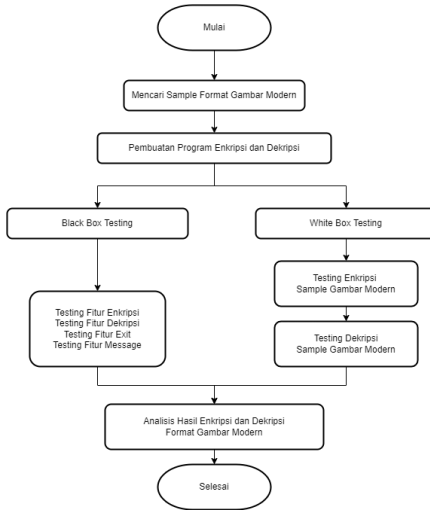 Mulai
Mencari Sample Format Gambar Modern
Pembuatan Program Enkripsi dan Dekripsi
Black Box Testing
White Box Testing
Testing Fitur Enkripsi
Testing Fitur Dekripsi
Testing Fitur Exit
Testing Fitur Message
Testing Enkripsi
Sample Gambar Modern
Testing Dekripsi
Sample Gambar Modern
Analisis Hasil Enkripsi dan Dekripsi
Format Gambar Modern
Selesai